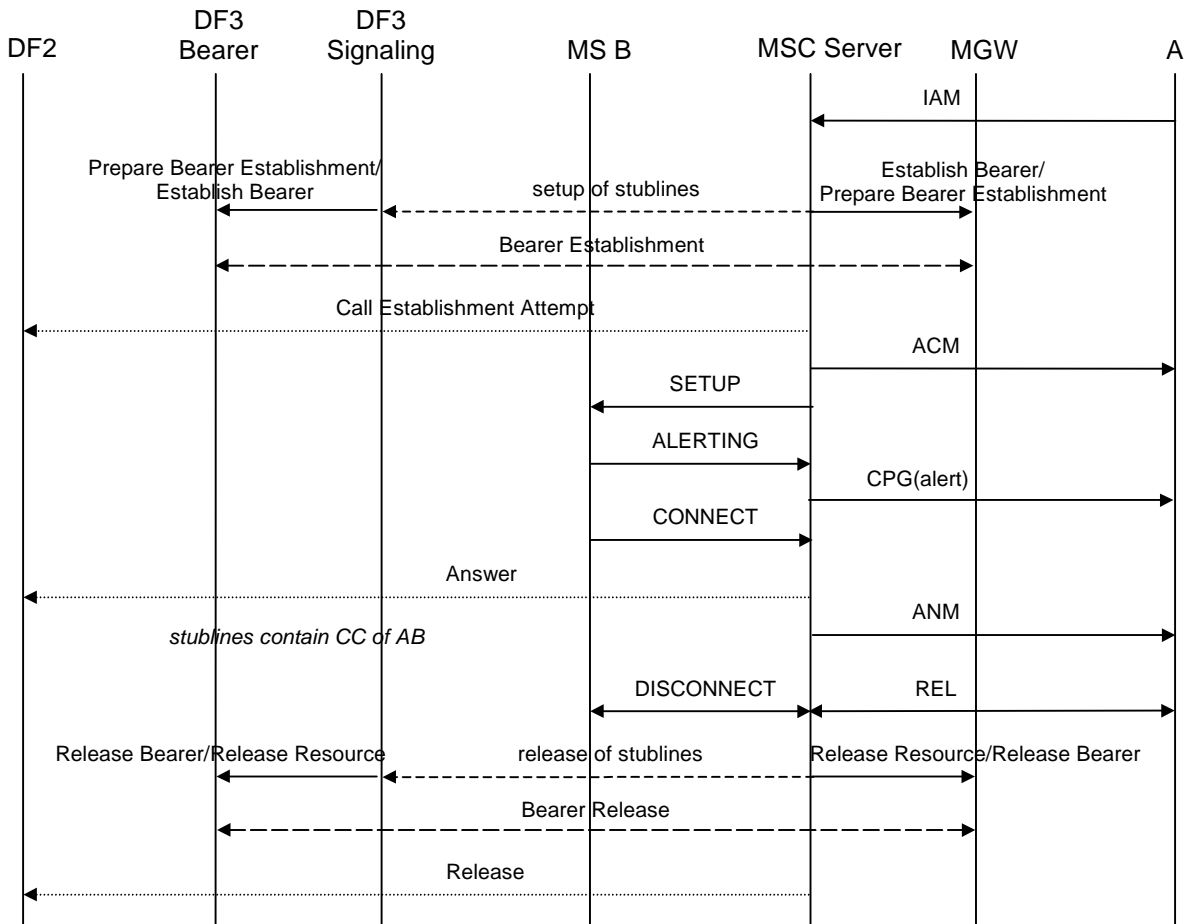 DF2
DF3
Bearer
DF3
Signaling
MS B
MSC Server
MGW
A
IAM
Prepare Bearer Establishment/
Establish Bearer
setup of stublines
Establish Bearer/
Prepare Bearer Establishment
Bearer Establishment
Call Establishment Attempt
ACM
SETUP
ALERTING
CPG(alert)
CONNECT
Answer
ANM
stublines contain CC of AB
DISCONNECT
REL
Release Bearer/Release Resource
release of stublines
Release Resource/Release Bearer
Bearer Release
Release